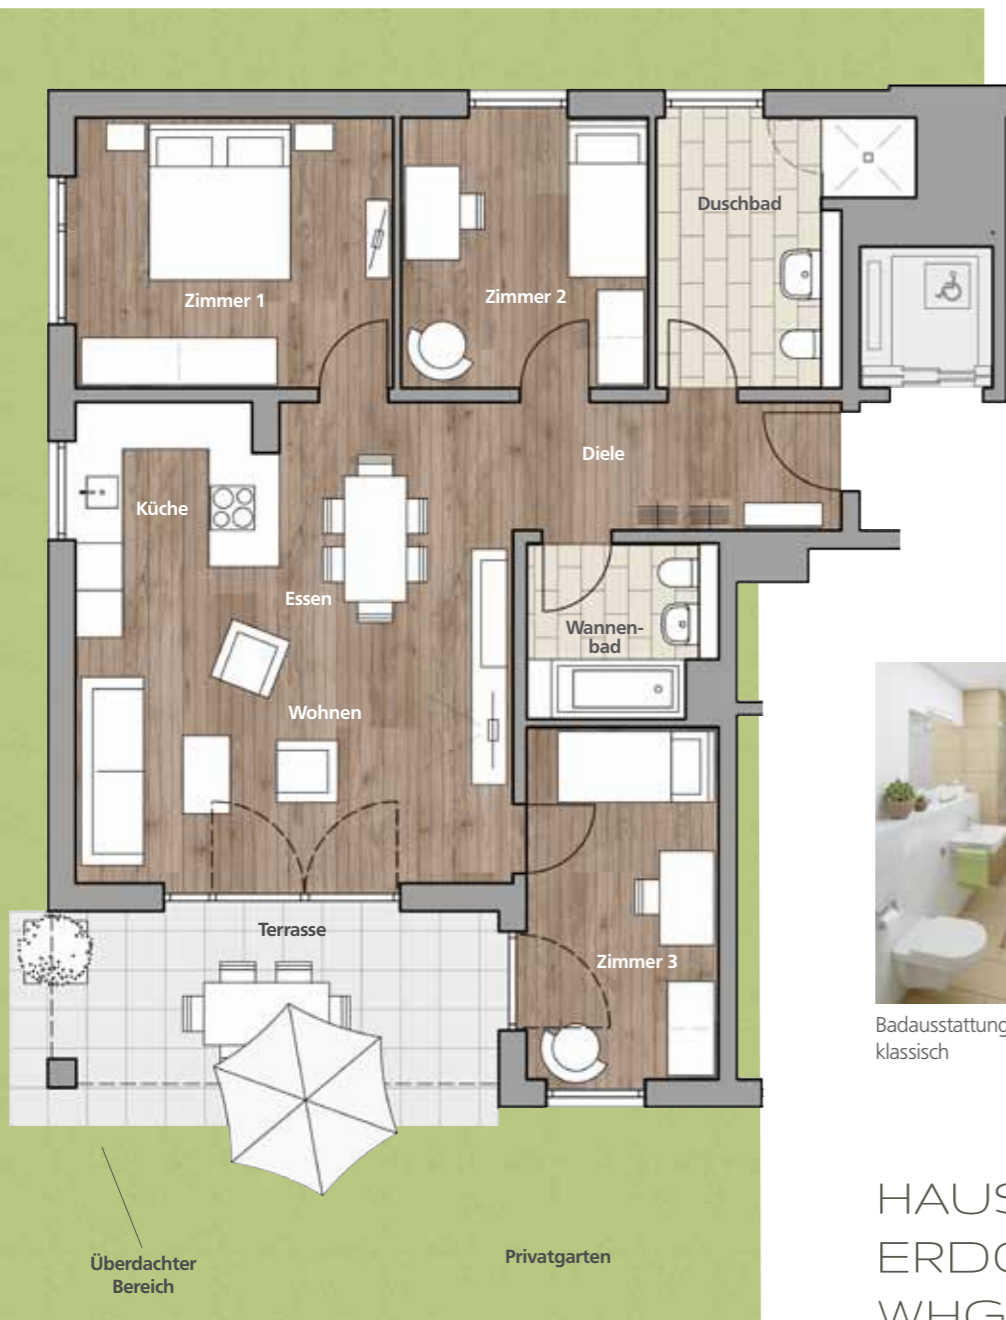 Duschbad
Zimmer 1
Zimmer 2
Diele
Küche
Essen
Wannen-
bad
Wohnen
Terrasse
Zimmer 3
Badausstattung
klassisch
Überdachter
Bereich
Privatgarten
HAUS
ERDG
WHG